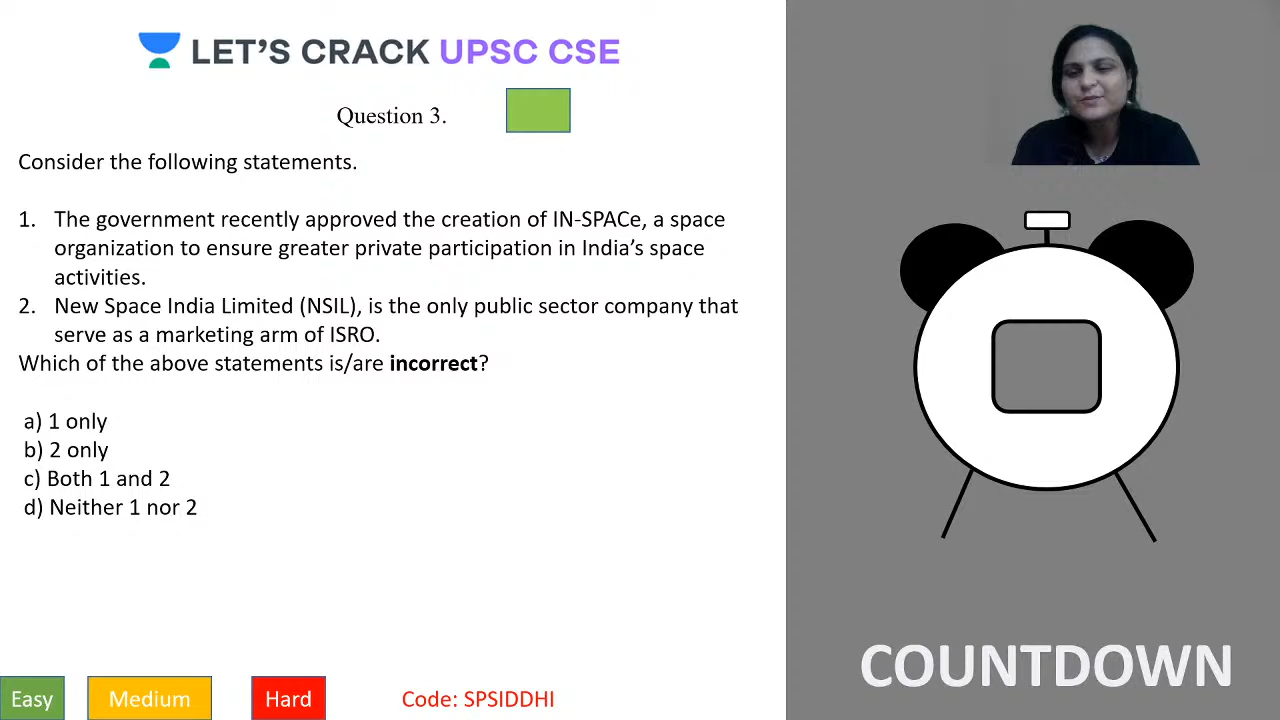 LET'S CRACK UPSC CSE
Question 3.
Consider the following statements.
1. The government recently approved the creation of IN-SPACe, a space
organization to ensure greater private participation in India's space
activities.
2. New Space India Limited (NSIL), is the only public sector company that
serve as a marketing arm of ISRO.
Which of the above statements is/are incorrect?
a) 1 only
b) 2 only
c) Both 1 and 2
d) Neither 1 nor 2
COUNTDOWN
Easy
Medium
Hard
Code: SPSIDDHI